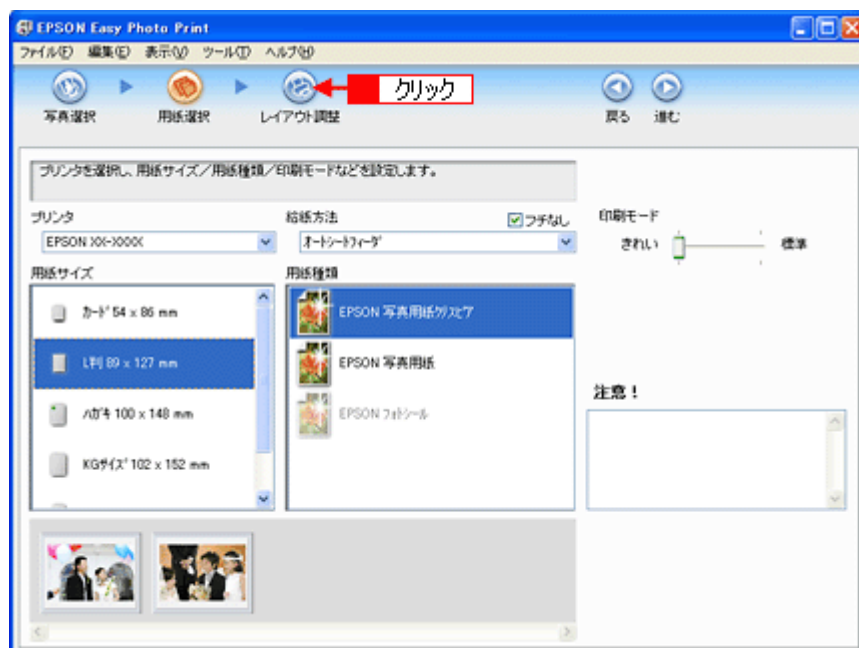 EPSON Easy Photo Print
ファイル(F) 編集(E) 表示(V) ツール(T) ヘルプ(H)
クリック
写真選択 用紙選択 レイアウト調整 戻る 進む
プリンタを選択し、用紙サイズ/用紙種類/印刷モードなどを設定します。
プリンタ 給紙方法 フチなし 印刷モード
EPSON XX-XXXX オートシートフィーダ きれい 標準
用紙サイズ 用紙種類
カード 54 x 86 mm EPSON 写真用紙クリスピア
L判 89 x 127 mm EPSON 写真用紙
注意!
ハガキ 100 x 148 mm EPSON フォトシール
KGサイズ 102 x 152 mm